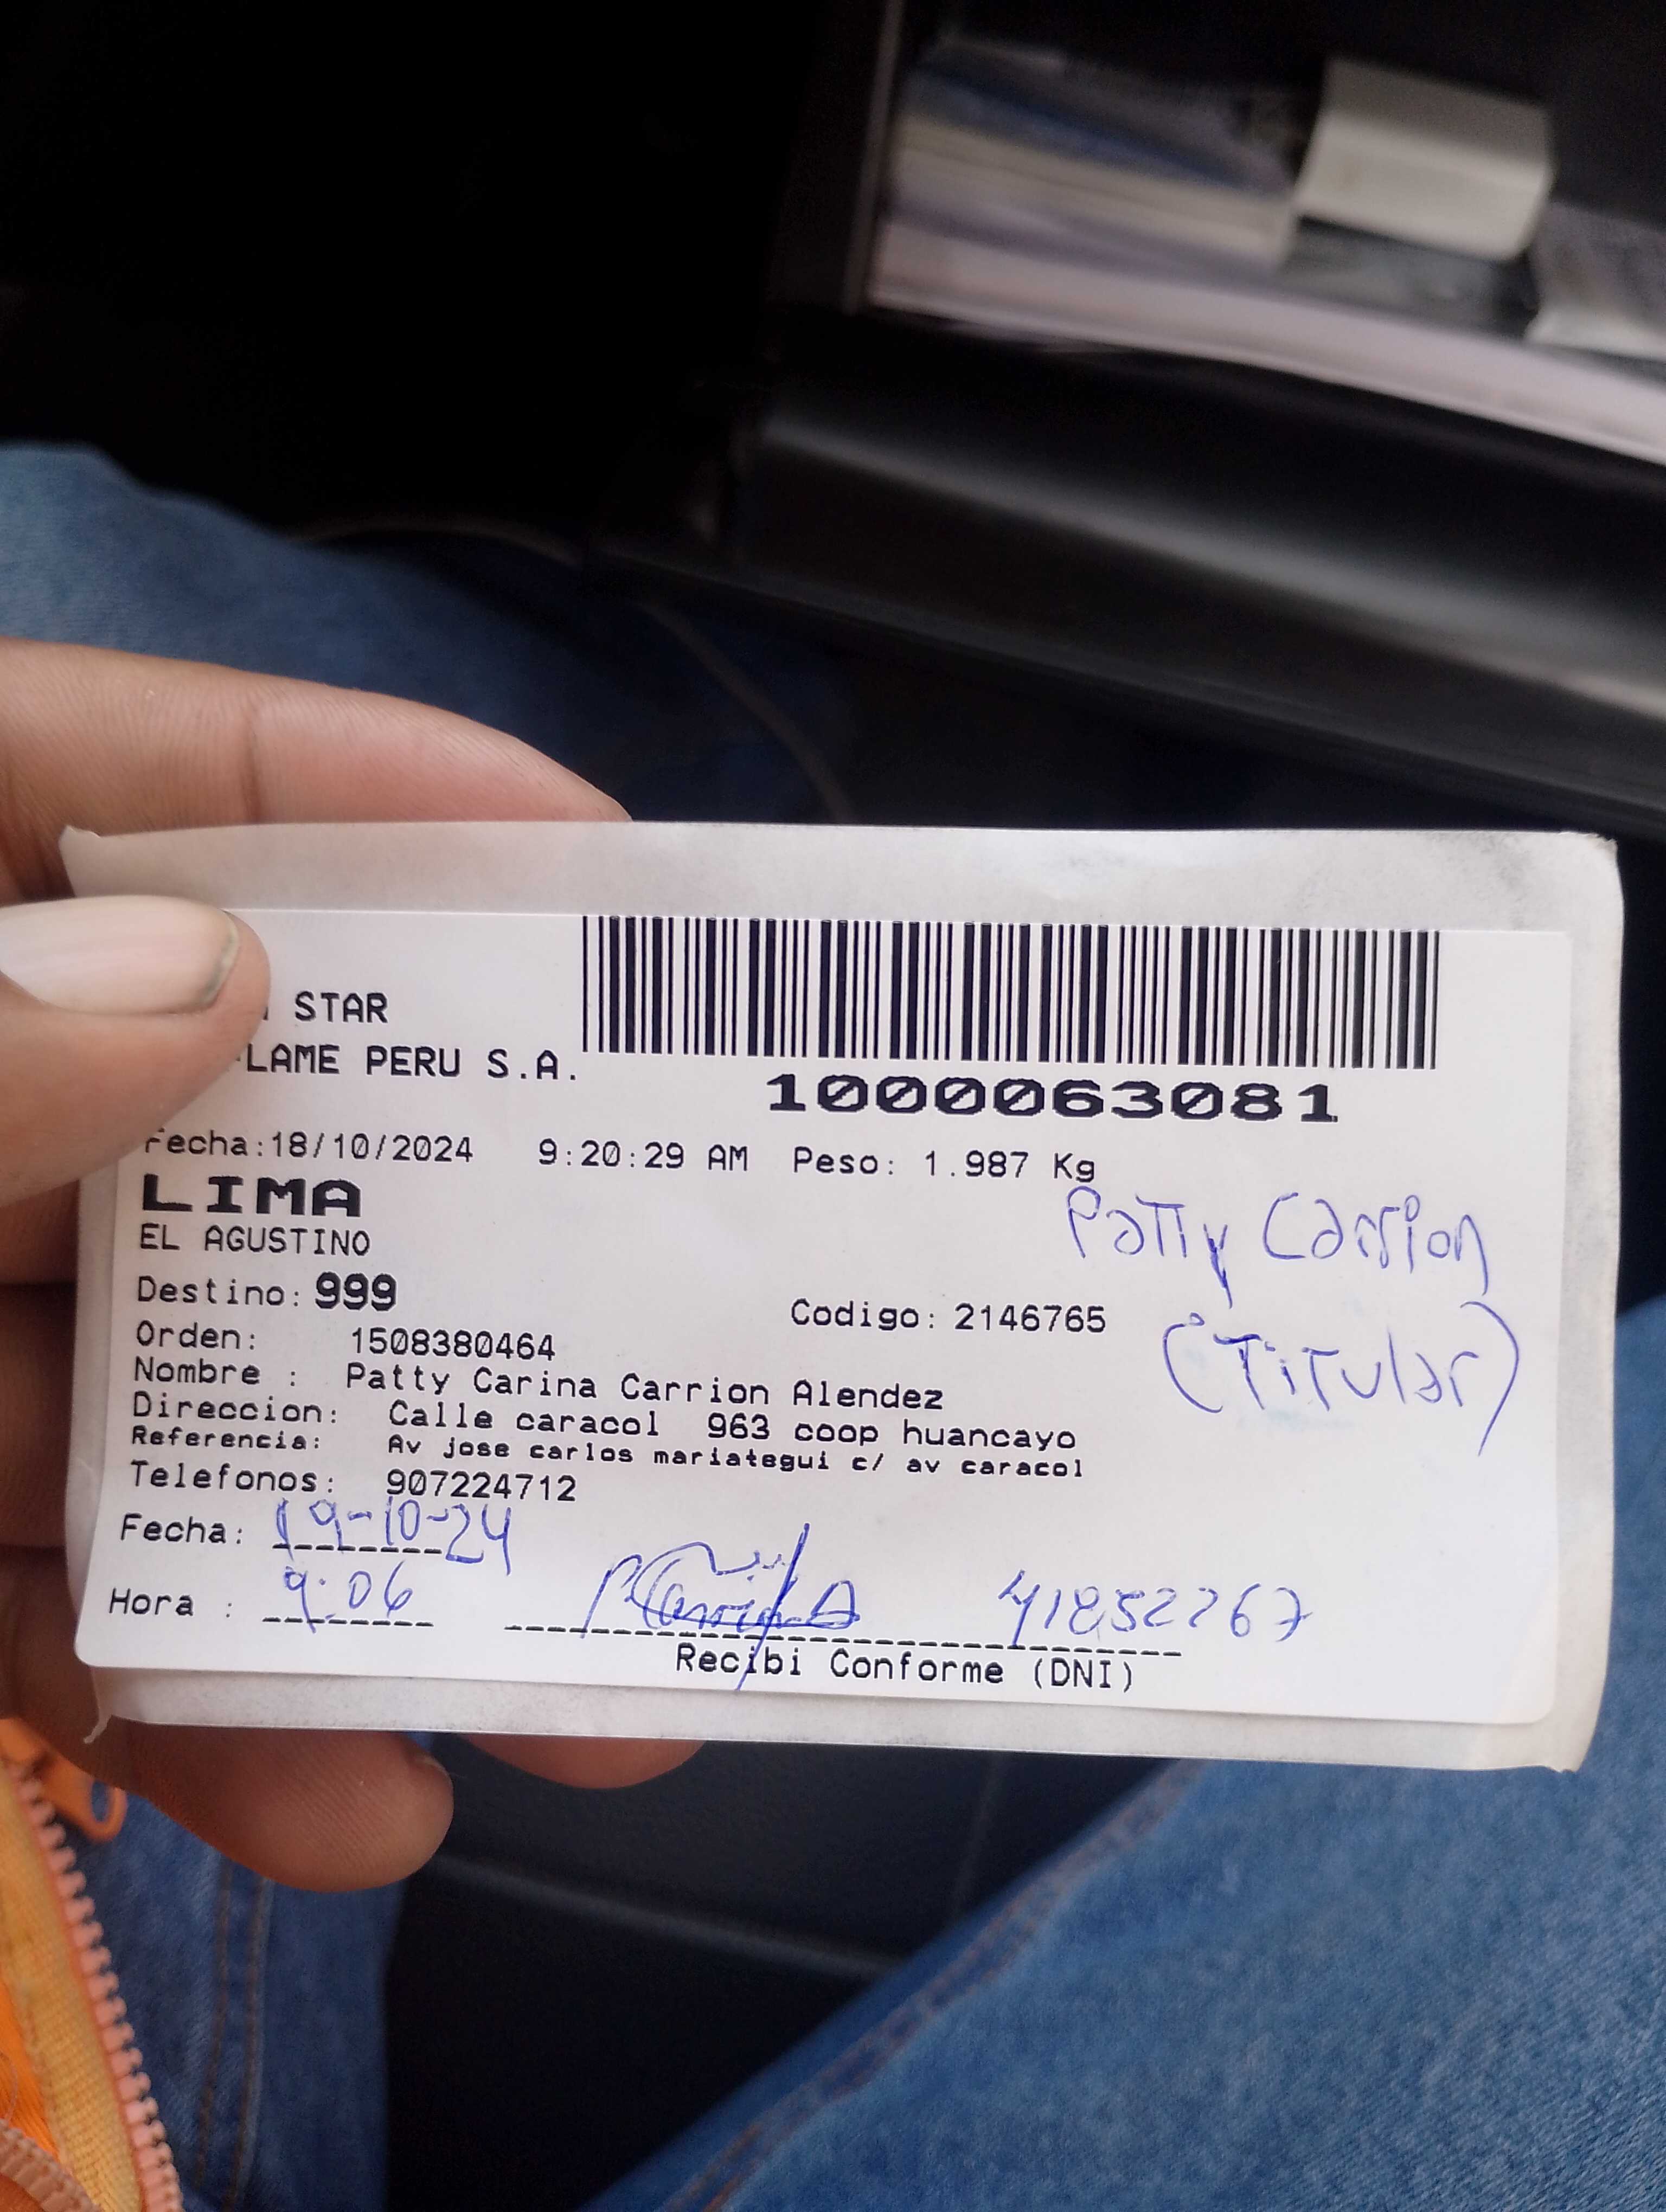 STAR
LAME PERU S.A.
1000063081
Fecha:18/10/2024 9:20:29 AM Peso: 1.987 Kg
LIMA
EL AGUSTINO
Patty Carrion
Destino: 999
Codigo: 2146765
(Titular)
Orden: 1508380464
Nombre : Patty Carina Carrion Alendez
Direccion: Calle caracol 963 coop huancayo
Referencia: Av jose carlos mariategui c/ av caracol
Telefonos: 907224712
Fecha: 19-10-24
Hora : 9:06
41852267
Recibi Conforme (DNI)